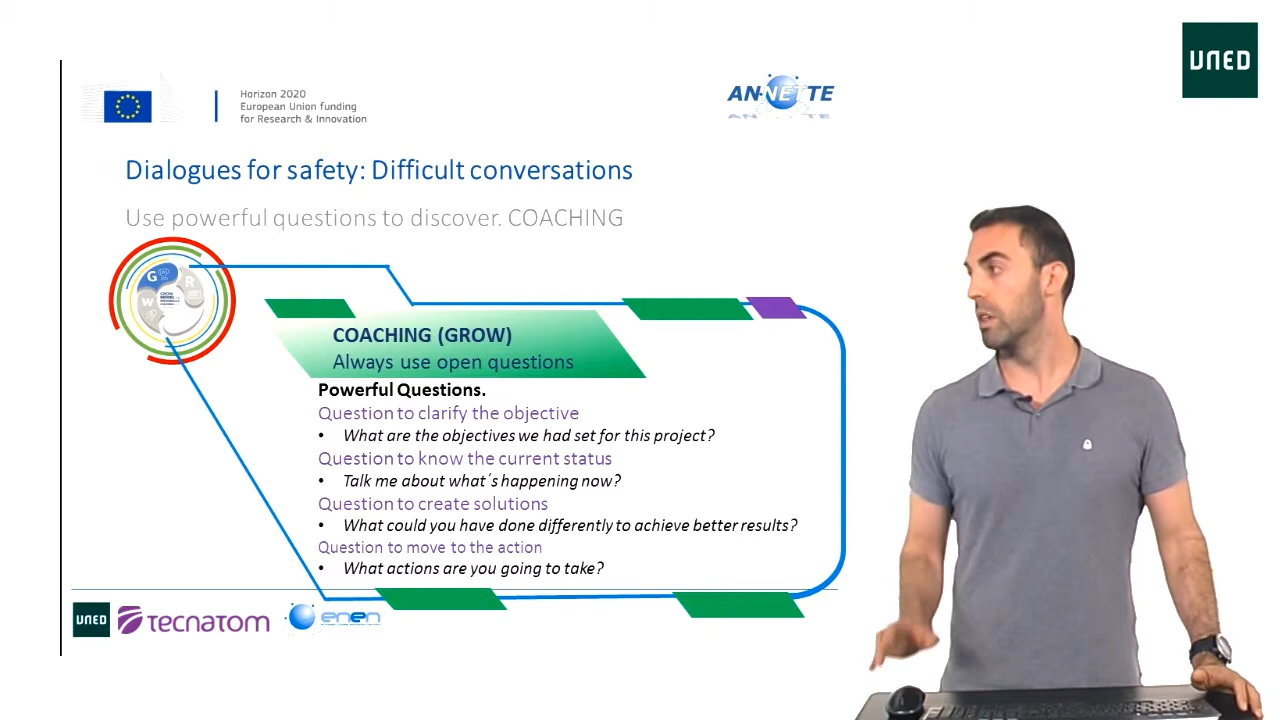 UNED
Horizon 2020
European Union funding
for Research & Innovation
AN-NETTE
Dialogues for safety: Difficult conversations
Use powerful questions to discover. COACHING
G
R
W
COACHING (GROW)
Always use open questions
Powerful Questions.
Question to clarify the objective
• What are the objectives we had set for this project?
Question to know the current status
• Talk me about what´s happening now?
Question to create solutions
• What could you have done differently to achieve better results?
Question to move to the action
• What actions are you going to take?
UNED
tecnatom
enen